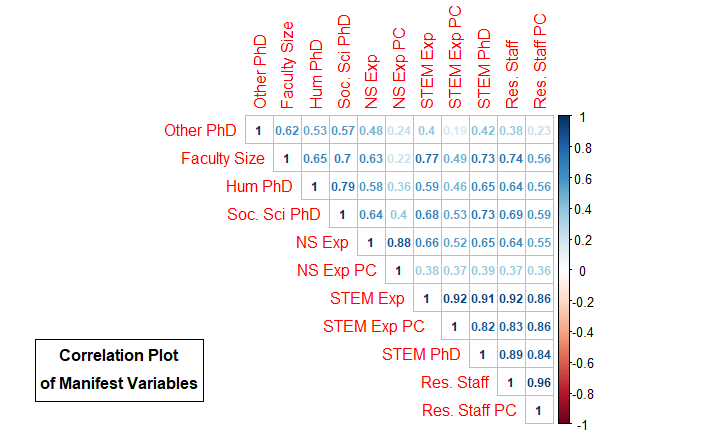 Other PhD
Faculty Size
Hum PhD
Soc. Sci PhD
NS Exp
NS Exp PC
STEM Exp
STEM Exp PC
STEM PhD
Res. Staff
Res. Staff PC
Other PhD 1 0.62 0.53 0.57 0.48 0.24 0.4 0.19 0.42 0.38 0.23
Faculty Size 1 0.65 0.7 0.63 0.22 0.77 0.49 0.73 0.74 0.56
Hum PhD 1 0.79 0.58 0.36 0.59 0.46 0.65 0.64 0.56
Soc. Sci PhD 1 0.64 0.4 0.68 0.53 0.73 0.69 0.59
NS Exp 1 0.88 0.66 0.52 0.65 0.64 0.55
NS Exp PC 1 0.38 0.37 0.39 0.37 0.36
STEM Exp 1 0.92 0.91 0.92 0.86
STEM Exp PC 1 0.82 0.83 0.86
STEM PhD 1 0.89 0.84
Res. Staff 1 0.96
Res. Staff PC 1
1
0.8
0.6
0.4
0.2
0
-0.2
-0.4
-0.6
-0.8
-1
Correlation Plot
of Manifest Variables